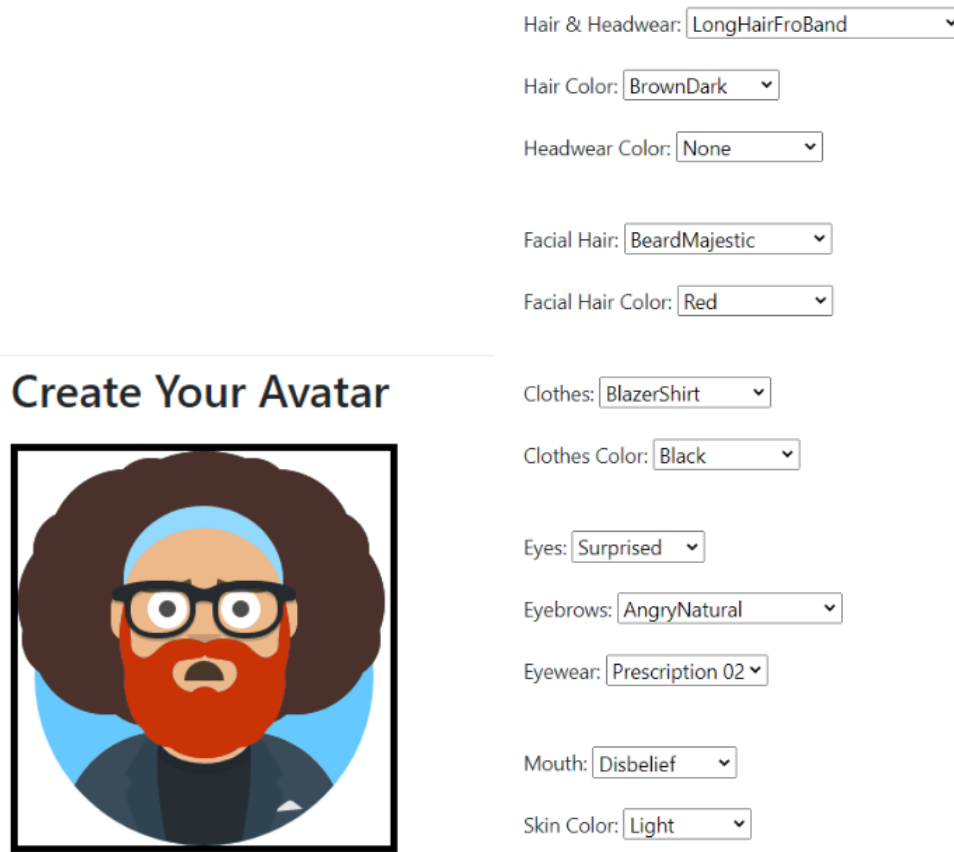 Hair & Headwear: LongHairFroBand
Hair Color: BrownDark
Headwear Color: None
Facial Hair: BeardMajestic
Facial Hair Color: Red
Create Your Avatar
Clothes: BlazerShirt
Clothes Color: Black
Eyes: Surprised
Eyebrows: AngryNatural
Eyewear: Prescription 02
Mouth: Disbelief
Skin Color: Light